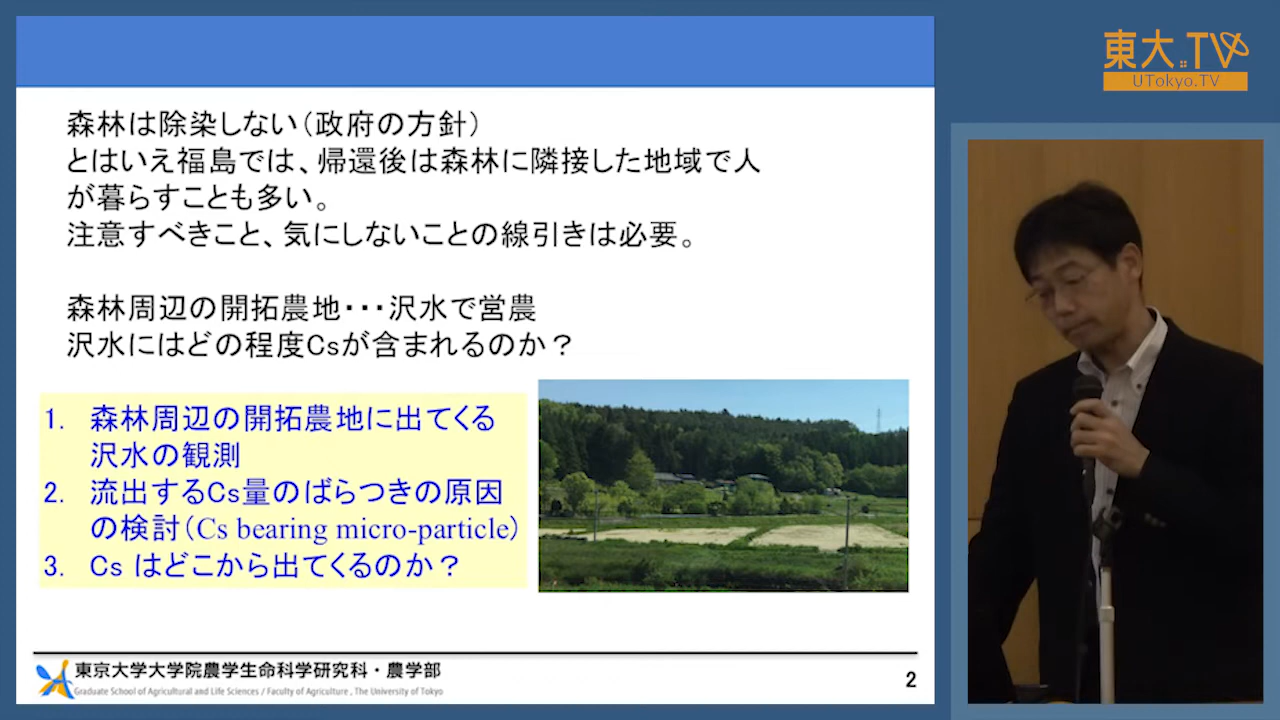 東大.TV
UTokyo.TV
森林は除染しない（政府の方針）
とはいえ福島では、帰還後は森林に隣接した地域で人
が暮らすことも多い。
注意すべきこと、気にしないことの線引きは必要。
森林周辺の開拓農地・・・沢水で営農
沢水にはどの程度Csが含まれるのか？
1. 森林周辺の開拓農地に出てくる
沢水の観測
2. 流出するCs量のばらつきの原因
の検討（Cs bearing micro-particle）
3. Cs はどこから出てくるのか？
東京大学大学院農学生命科学研究科・農学部
Graduate School of Agricultural and Life Sciences / Faculty of Agriculture , The University of Tokyo
2